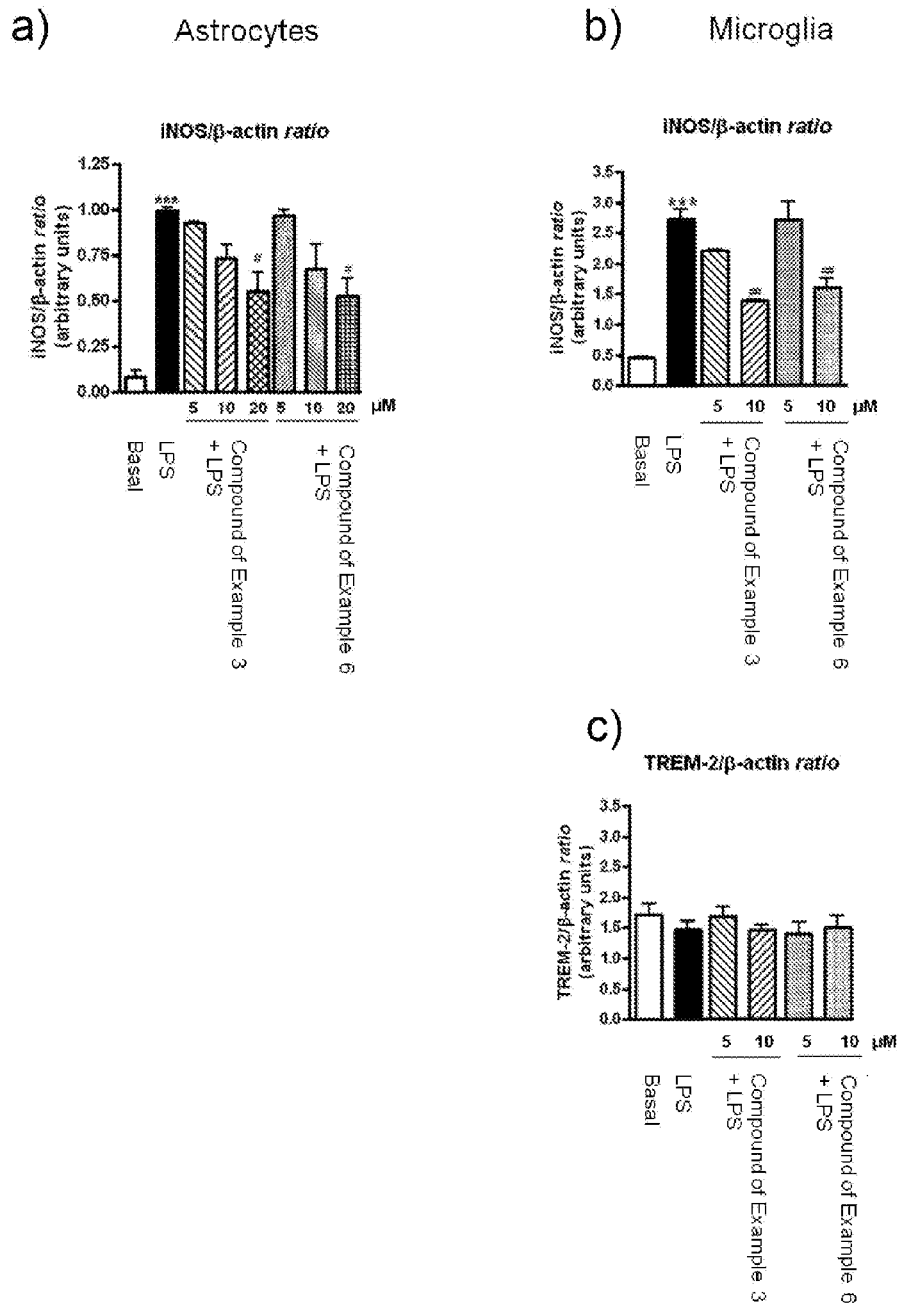 a) Astrocytes
iNOS/β-actin ratio
iNOS/β-actin ratio
(arbitrary units)
1.25
1.00
0.75
0.50
0.25
0.00
***
#
#
5 10 20 5 10 20 μM
Basal
LPS
Compound of Example 3
+ LPS
Compound of Example 6
+ LPS
b) Microglia
iNOS/β-actin ratio
iNOS/β-actin ratio
(arbitrary units)
3.5
3.0
2.5
2.0
1.5
1.0
0.5
0.0
***
#
#
5 10 5 10 μM
Basal
LPS
Compound of Example 3
+ LPS
Compound of Example 6
+ LPS
c)
TREM-2/β-actin ratio
TREM-2/β-actin ratio
(arbitrary units)
3.5
3.0
2.5
2.0
1.5
1.0
0.5
0.0
5 10 5 10 μM
Basal
LPS
Compound of Example 3
+ LPS
Compound of Example 6
+ LPS